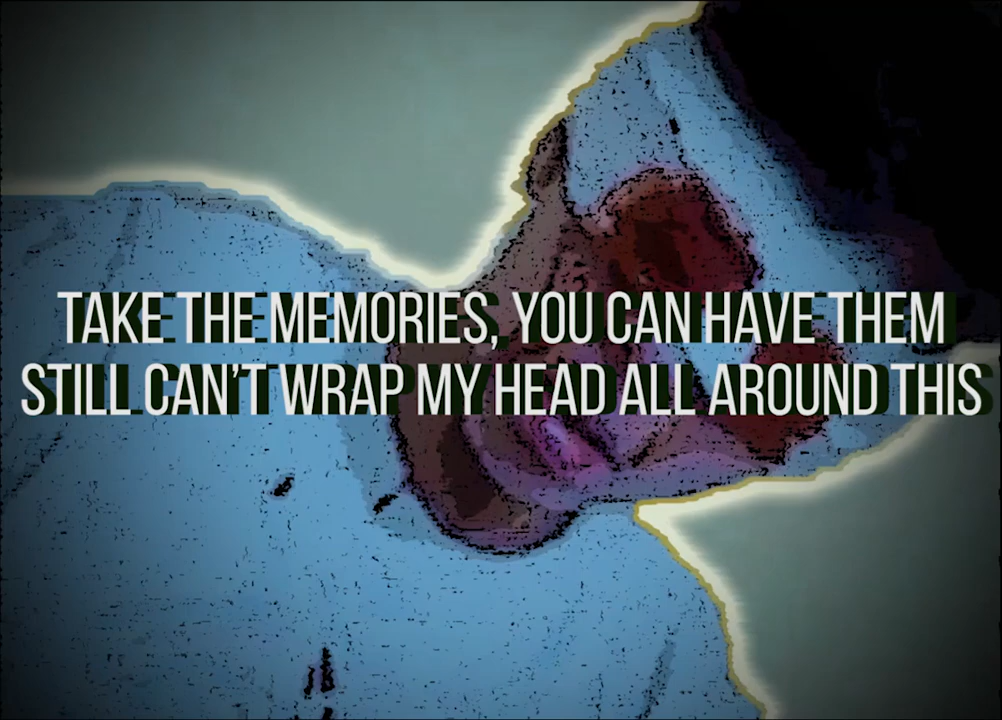 TAKE THE MEMORIES, YOU CAN HAVE THEM
STILL CAN'T WRAP MY HEAD ALL AROUND THIS